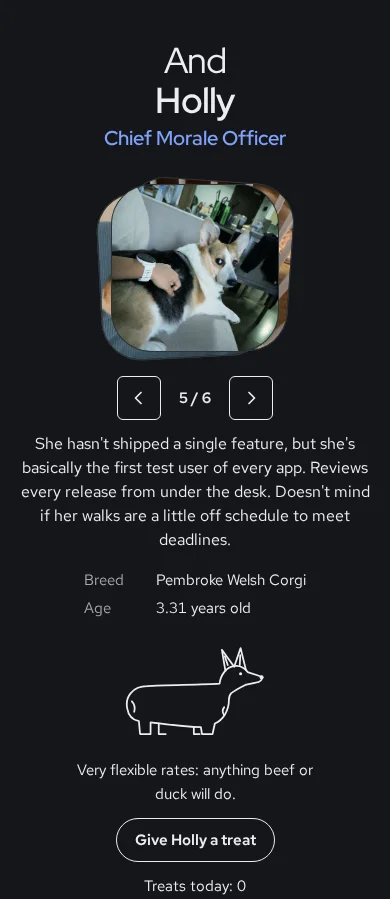 And
Holly
Chief Morale Officer
5 / 6
She hasn't shipped a single feature, but she's
basically the first test user of every app. Reviews
every release from under the desk. Doesn't mind
if her walks are a little off schedule to meet
deadlines.
Breed Pembroke Welsh Corgi
Age 3.31 years old
Very flexible rates: anything beef or
duck will do.
Give Holly a treat
Treats today: 0